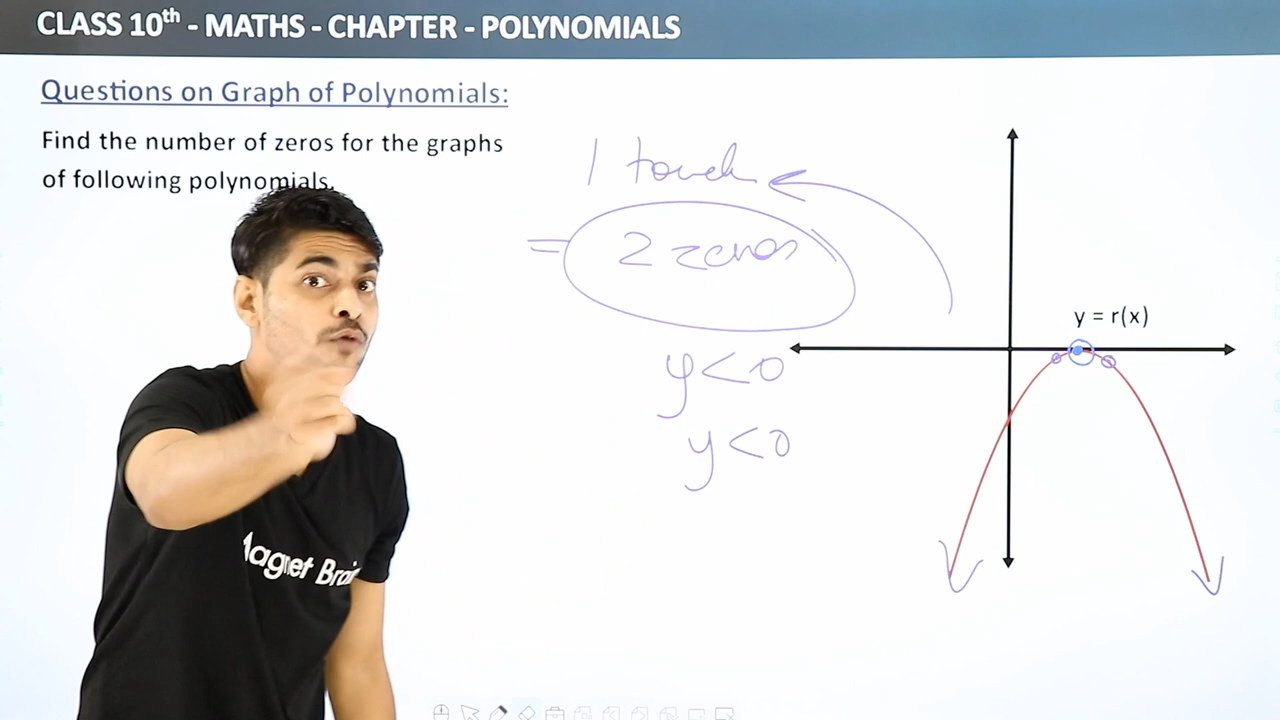 CLASS 10th - MATHS - CHAPTER - POLYNOMIALS
Questions on Graph of Polynomials:
Find the number of zeros for the graphs
of following polynomials.
1 touch
= 2 zeros
y<0
y<0
y = r(x)
Magnet Brai